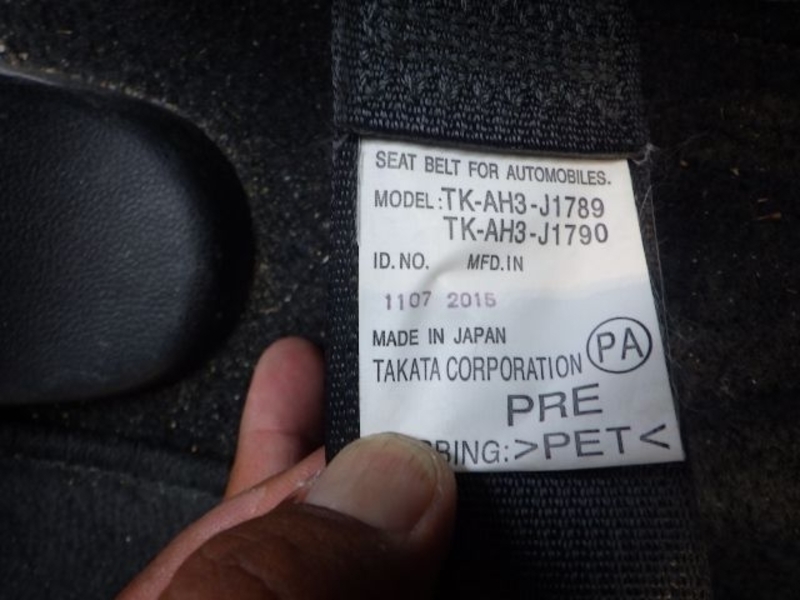 SEAT BELT FOR AUTOMOBILES.
MODEL:TK-AH3-J1789
TK-AH3-J1790
ID.NO. MFD.IN
1107 2015
MADE IN JAPAN
TAKATA CORPORATION PA
PRE
BING:>PET<